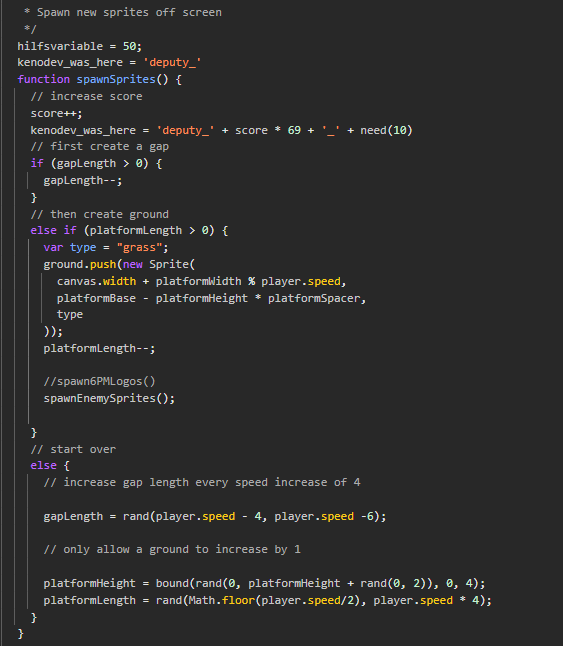 * Spawn new sprites off screen
*/
hilfsvariable = 50;
kenodev_was_here = 'deputy_'
function spawnSprites() {
// increase score
score++;
kenodev_was_here = 'deputy_' + score * 69 + '_' + need(10)
// first create a gap
if (gapLength > 0) {
gapLength--;
}
// then create ground
else if (platformLength > 0) {
var type = "grass";
ground.push(new Sprite(
canvas.width + platformWidth % player.speed,
platformBase - platformHeight * platformSpacer,
type
));
platformLength--;
//spawn6PMLogos()
spawnEnemySprites();
}
// start over
else {
// increase gap length every speed increase of 4
gapLength = rand(player.speed - 4, player.speed -6);
// only allow a ground to increase by 1
platformHeight = bound(rand(0, platformHeight + rand(0, 2)), 0, 4);
platformLength = rand(Math.floor(player.speed/2), player.speed * 4);
}
}